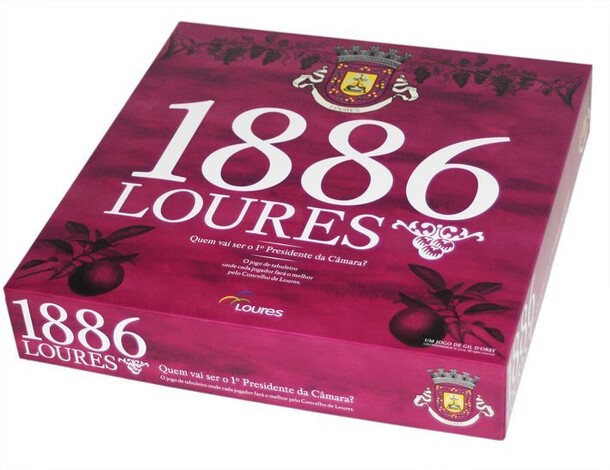 LOURES
1886
LOURES
Quem vai ser o 1º Presidente da Câmara?
O jogo de tabuleiro
onde cada jogador fará o melhor
pelo Concelho de Loures.
Loures
UM JOGO DE GIL D'OREY
1886
LOURES
Quem vai ser o 1º Presidente da Câmara?
O jogo de tabuleiro onde cada jogador fará o melhor pelo Concelho de Loures.
1886